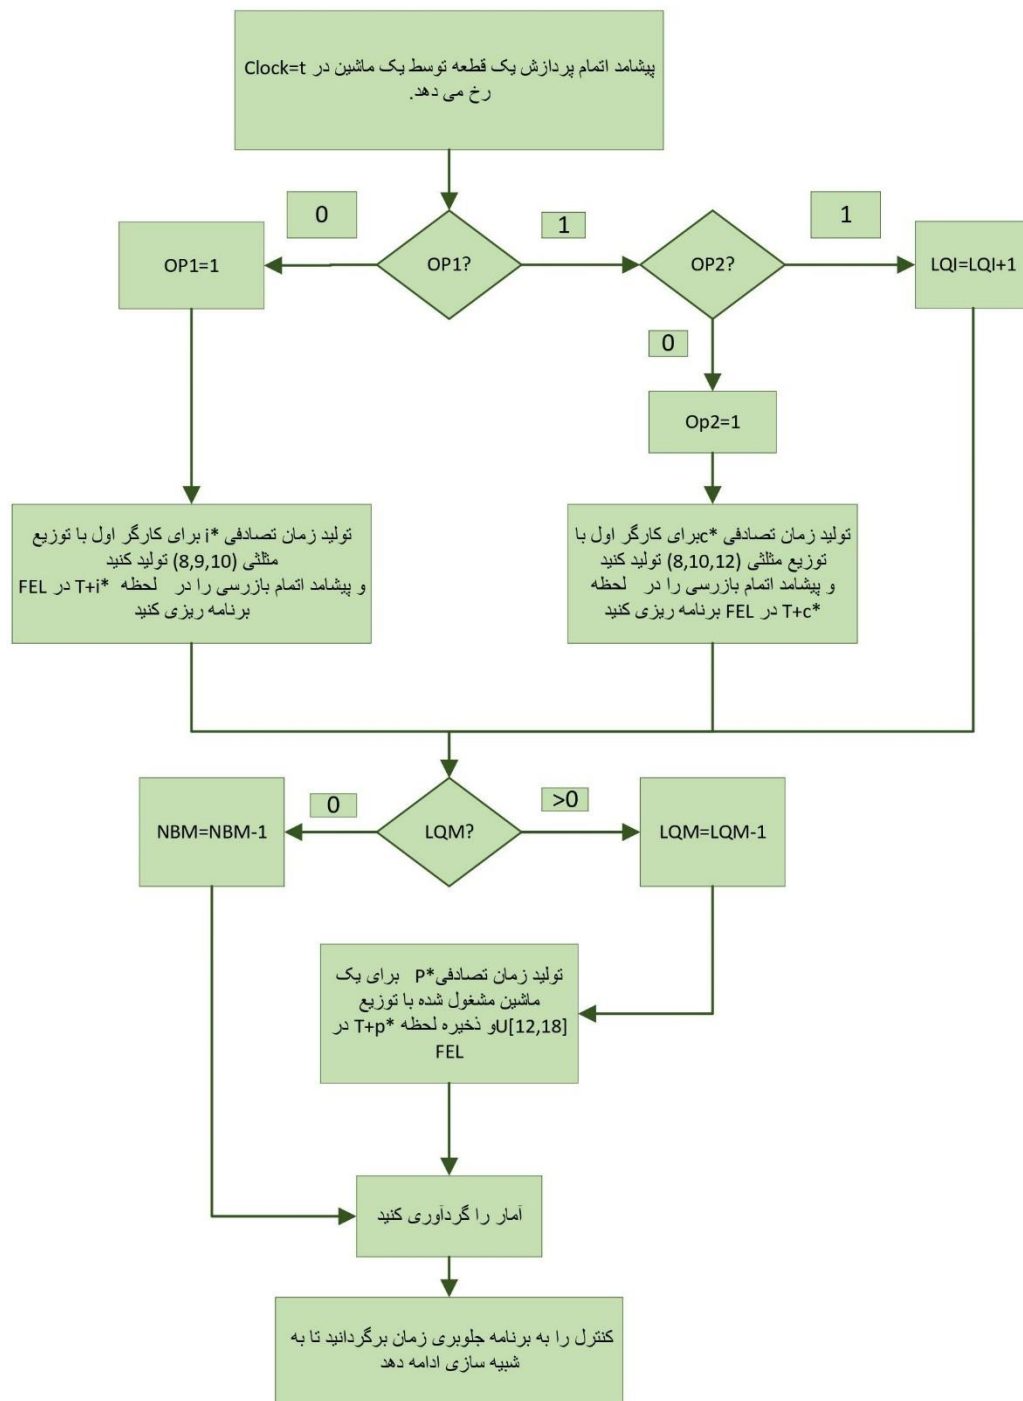 پیشامد اتمام پردازش یک قطعه توسط یک ماشین در Clock=t
رخ می دهد.
0
1
1
OP1=1
OP1?
OP2?
LQI=LQI+1
0
Op2=1
تولید زمان تصادفی *i برای کارگر اول با توزیع
مثلثی (8,9,10) تولید کنید
و پیشامد اتمام بازرسی را در لحظه *T+i در FEL
برنامه ریزی کنید
تولید زمان تصادفی *cبرای کارگر اول با
توزیع مثلثی (8,10,12) تولید کنید
و پیشامد اتمام بازرسی را در لحظه
*T+c در FEL برنامه ریزی کنید
0
>0
NBM=NBM-1
LQM?
LQM=LQM-1
تولید زمان تصادفی*P برای یک
ماشین مشغول شده با توزیع
U[12,18]و ذخیره لحظه *T+p در
FEL
آمار را گردآوری کنید
کنترل را به برنامه جلوبری زمان برگردانید تا به
شبیه سازی ادامه دهد